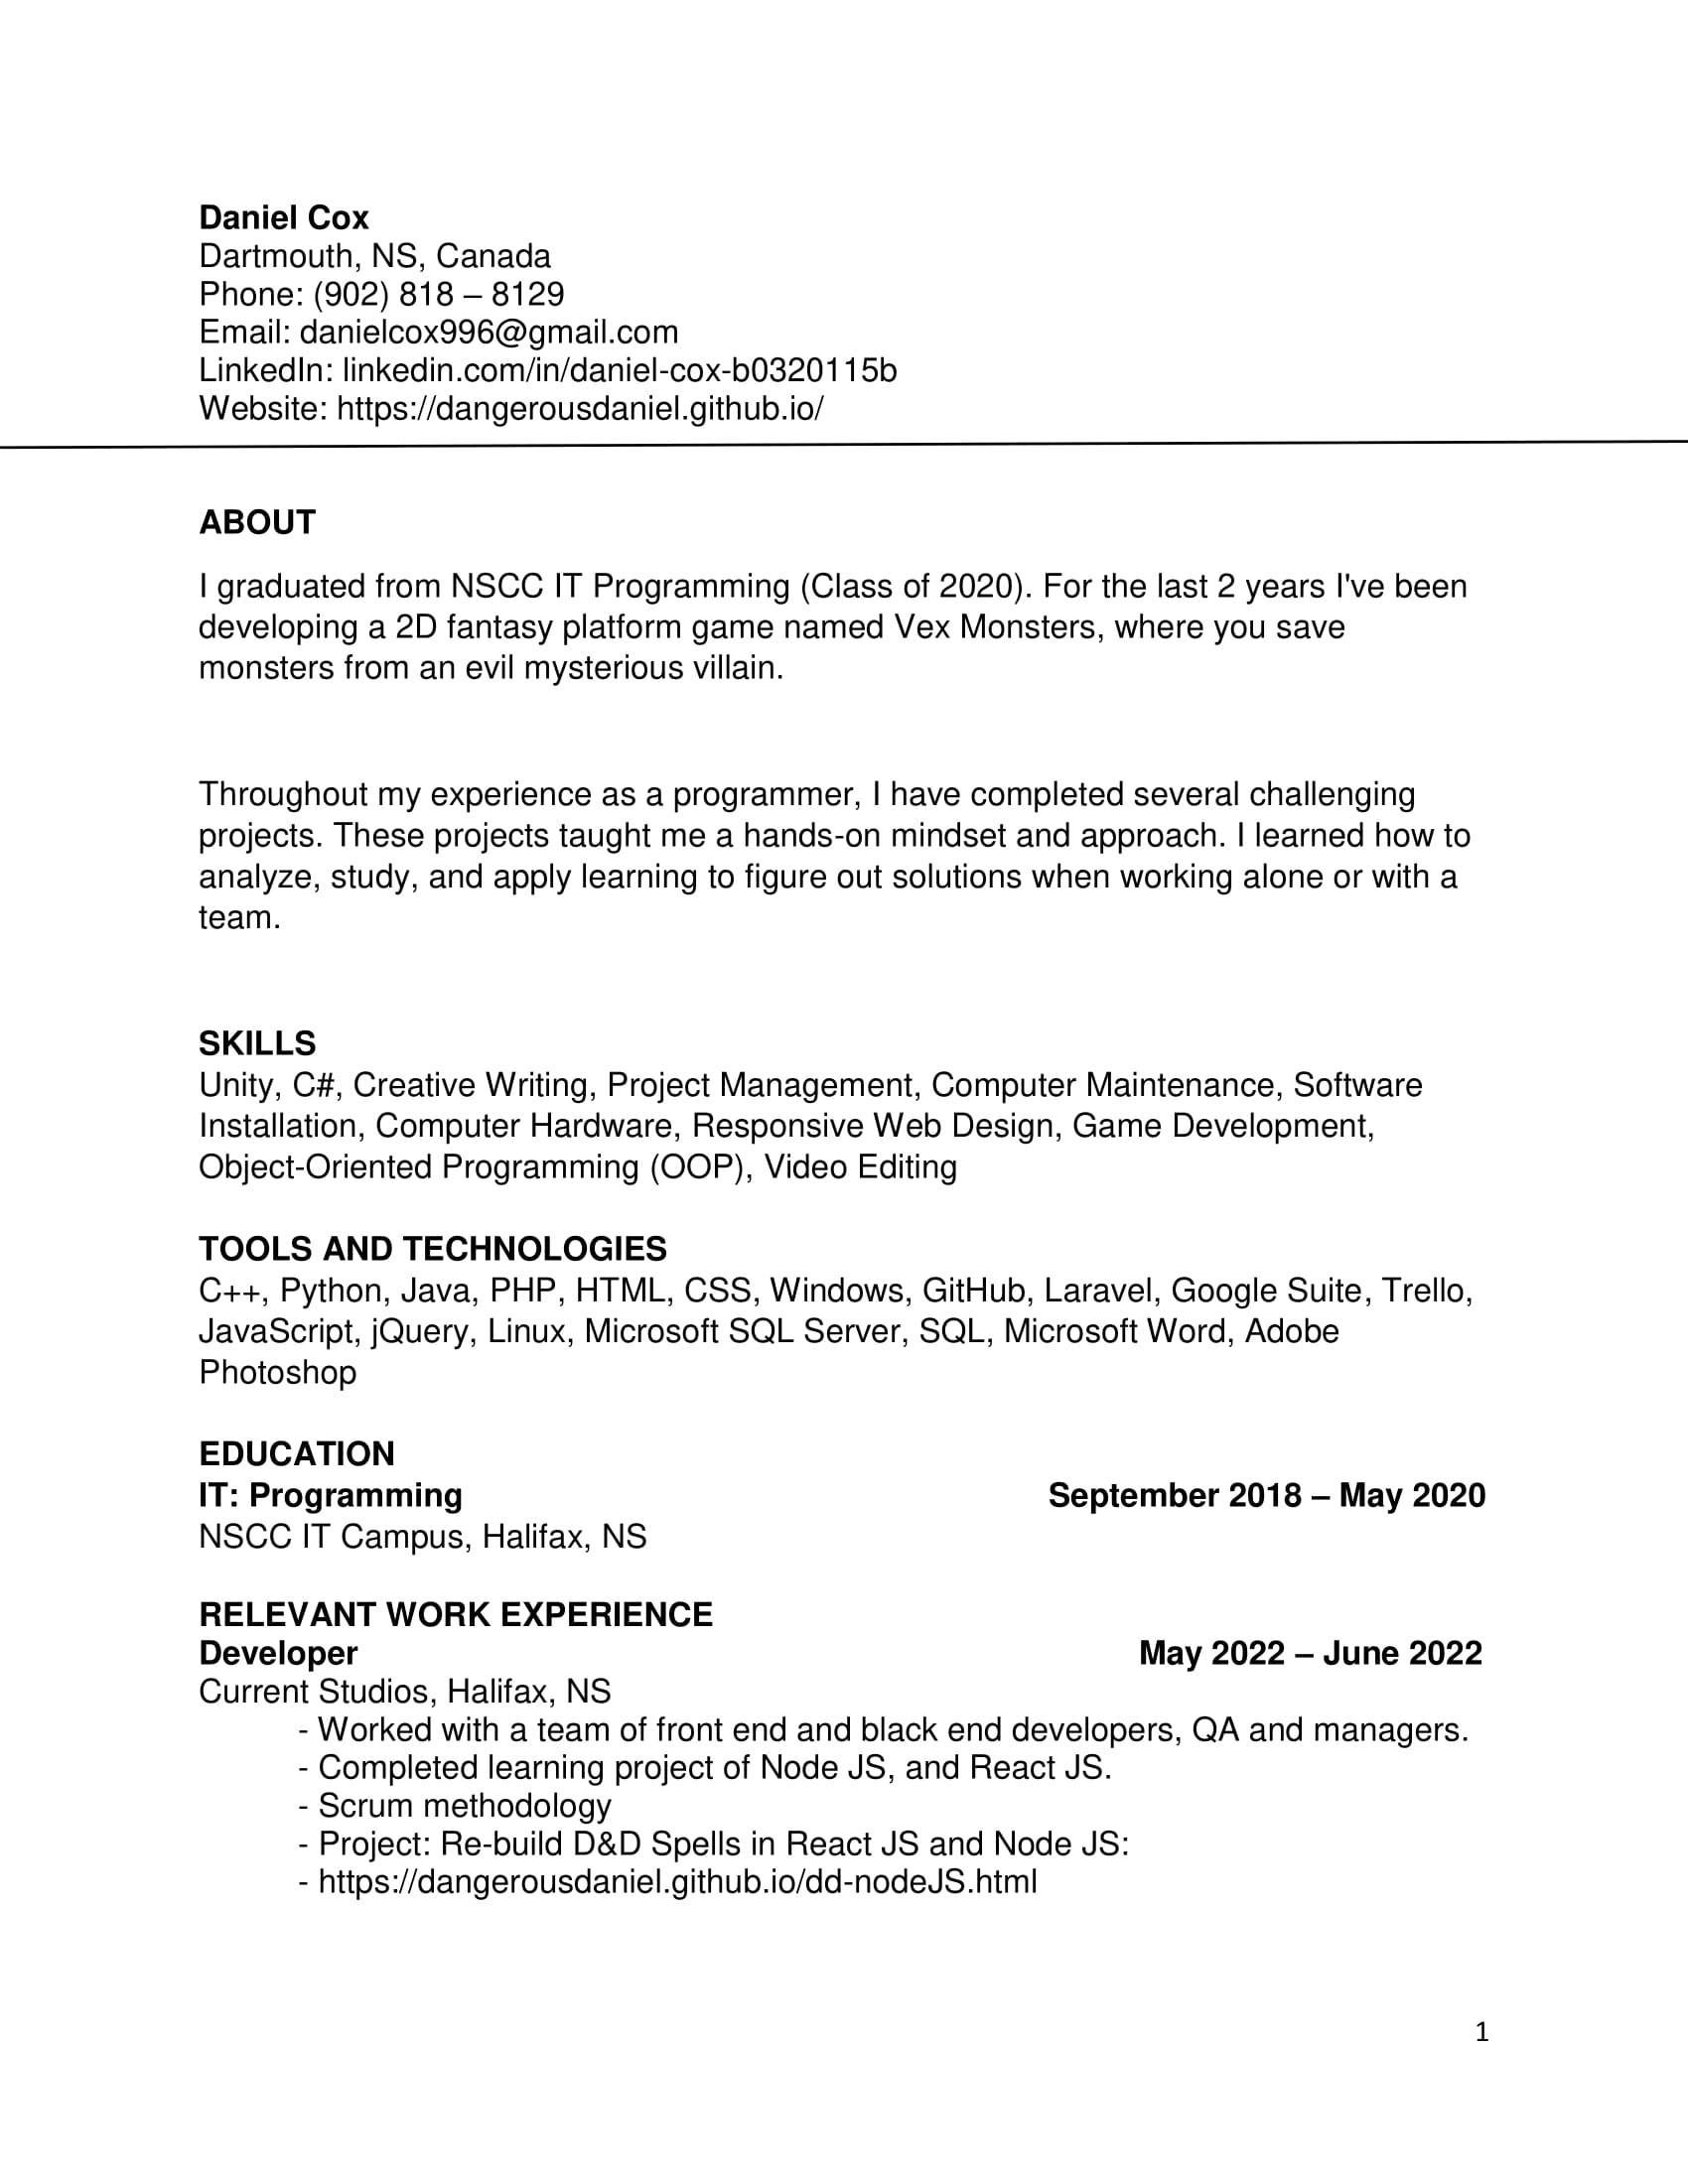 Daniel Cox
Dartmouth, NS, Canada
Phone: (902) 818 – 8129
Email: danielcox996@gmail.com
LinkedIn: linkedin.com/in/daniel-cox-b0320115b
Website: https://dangerousdaniel.github.io/
ABOUT
I graduated from NSCC IT Programming (Class of 2020). For the last 2 years I've been
developing a 2D fantasy platform game named Vex Monsters, where you save
monsters from an evil mysterious villain.
Throughout my experience as a programmer, I have completed several challenging
projects. These projects taught me a hands-on mindset and approach. I learned how to
analyze, study, and apply learning to figure out solutions when working alone or with a
team.
SKILLS
Unity, C#, Creative Writing, Project Management, Computer Maintenance, Software
Installation, Computer Hardware, Responsive Web Design, Game Development,
Object-Oriented Programming (OOP), Video Editing
TOOLS AND TECHNOLOGIES
C++, Python, Java, PHP, HTML, CSS, Windows, GitHub, Laravel, Google Suite, Trello,
JavaScript, jQuery, Linux, Microsoft SQL Server, SQL, Microsoft Word, Adobe
Photoshop
EDUCATION
IT: Programming September 2018 – May 2020
NSCC IT Campus, Halifax, NS
RELEVANT WORK EXPERIENCE
Developer May 2022 – June 2022
Current Studios, Halifax, NS
- Worked with a team of front end and black end developers, QA and managers.
- Completed learning project of Node JS, and React JS.
- Scrum methodology
- Project: Re-build D&D Spells in React JS and Node JS:
- https://dangerousdaniel.github.io/dd-nodeJS.html
1